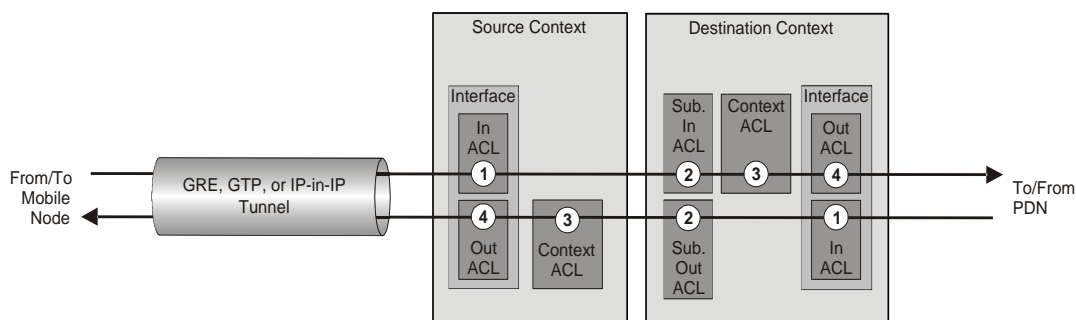 Source Context
Destination Context
Interface
In
ACL
1
Sub.
In
ACL
2
Context
ACL
3
Interface
Out
ACL
4
From/To
Mobile
Node
GRE, GTP, or IP-in-IP
Tunnel
To/From
PDN
4
Out
ACL
3
Context
ACL
2
Sub.
Out
ACL
1
In
ACL